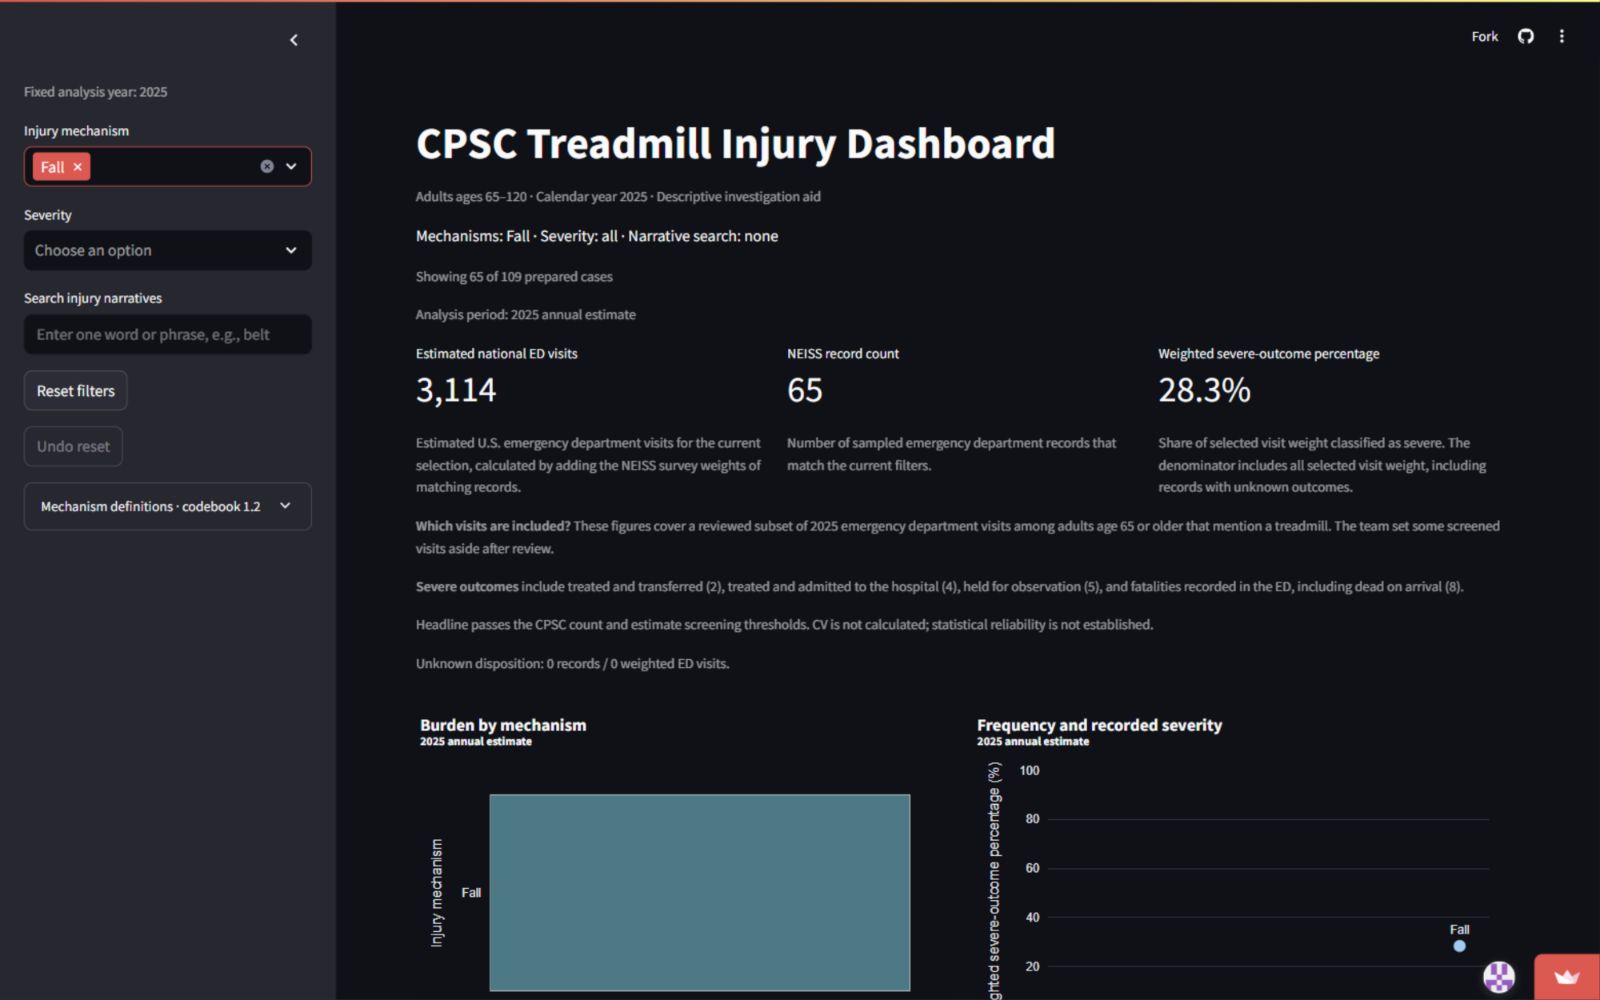 Fork
Fixed analysis year: 2025
Injury mechanism
Fall
Severity
Choose an option
Search injury narratives
Enter one word or phrase, e.g., belt
Reset filters
Undo reset
Mechanism definitions · codebook 1.2
CPSC Treadmill Injury Dashboard
Adults ages 65–120 · Calendar year 2025 · Descriptive investigation aid
Mechanisms: Fall · Severity: all · Narrative search: none
Showing 65 of 109 prepared cases
Analysis period: 2025 annual estimate
Estimated national ED visits
3,114
Estimated U.S. emergency department visits for the current
selection, calculated by adding the NEISS survey weights of
matching records.
NEISS record count
65
Number of sampled emergency department records that
match the current filters.
Weighted severe-outcome percentage
28.3%
Share of selected visit weight classified as severe. The
denominator includes all selected visit weight, including
records with unknown outcomes.
Which visits are included? These figures cover a reviewed subset of 2025 emergency department visits among adults age 65 or older that mention a treadmill. The team set some screened
visits aside after review.
Severe outcomes include treated and transferred (2), treated and admitted to the hospital (4), held for observation (5), and fatalities recorded in the ED, including dead on arrival (8).
Headline passes the CPSC count and estimate screening thresholds. CV is not calculated; statistical reliability is not established.
Unknown disposition: 0 records / 0 weighted ED visits.
Burden by mechanism
2025 annual estimate
Injury mechanism
Fall
Frequency and recorded severity
2025 annual estimate
ghted severe-outcome percentage (%)
100
80
60
40
20
Fall